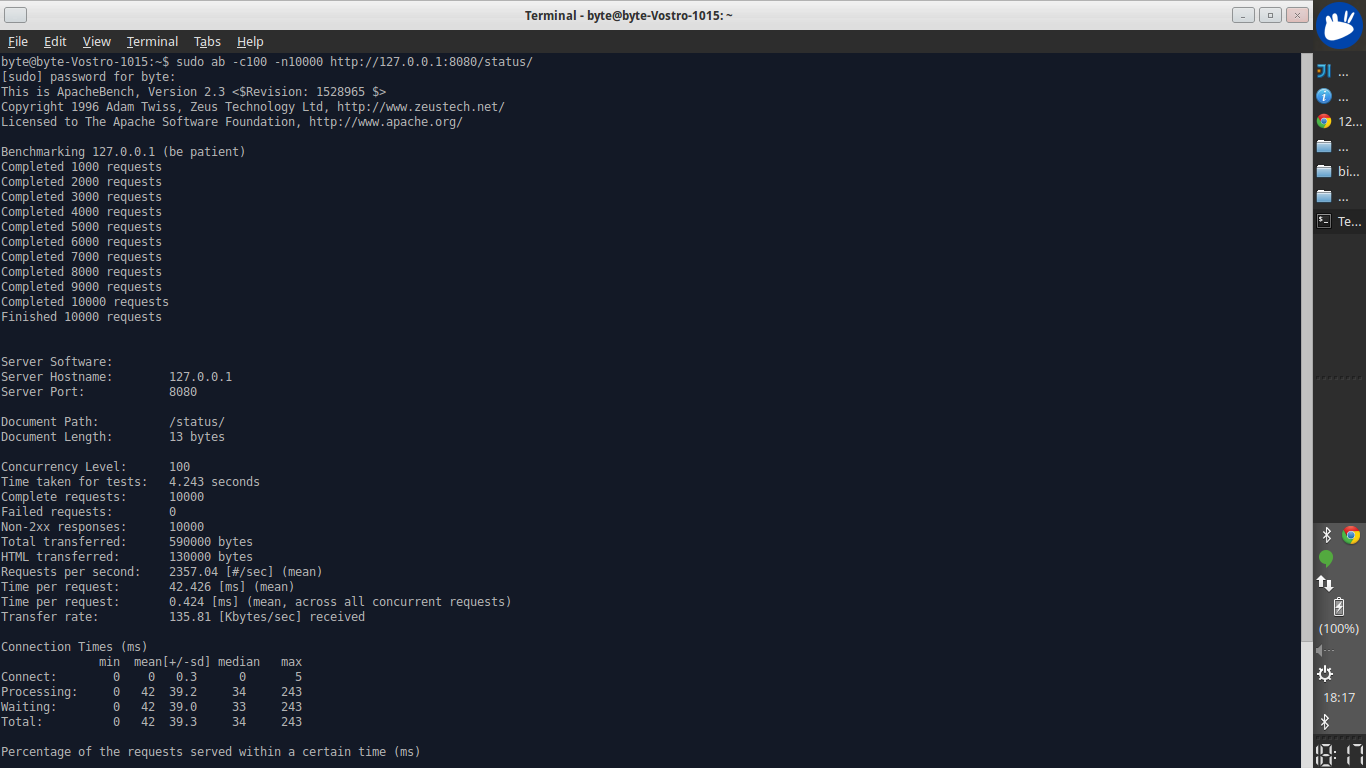 Terminal - byte@byte-Vostro-1015: ~
File Edit View Terminal Tabs Help
byte@byte-Vostro-1015:~$ sudo ab -c100 -n10000 http://127.0.0.1:8080/status/
[sudo] password for byte:
This is ApacheBench, Version 2.3 <$Revision: 1528965 $>
Copyright 1996 Adam Twiss, Zeus Technology Ltd, http://www.zeustech.net/
Licensed to The Apache Software Foundation, http://www.apache.org/
Benchmarking 127.0.0.1 (be patient)
Completed 1000 requests
Completed 2000 requests
Completed 3000 requests
Completed 4000 requests
Completed 5000 requests
Completed 6000 requests
Completed 7000 requests
Completed 8000 requests
Completed 9000 requests
Completed 10000 requests
Finished 10000 requests
Server Software:
Server Hostname:        127.0.0.1
Server Port:            8080
Document Path:          /status/
Document Length:        13 bytes
Concurrency Level:      100
Time taken for tests:   4.243 seconds
Complete requests:      10000
Failed requests:        0
Non-2xx responses:      10000
Total transferred:      590000 bytes
HTML transferred:       130000 bytes
Requests per second:    2357.04 [#/sec] (mean)
Time per request:       42.426 [ms] (mean)
Time per request:       0.424 [ms] (mean, across all concurrent requests)
Transfer rate:          135.81 [Kbytes/sec] received
Connection Times (ms)
              min  mean[+/-sd] median   max
Connect:        0    0   0.3      0       5
Processing:     0   42  39.2     34     243
Waiting:        0   42  39.0     33     243
Total:          0   42  39.3     34     243
Percentage of the requests served within a certain time (ms)
...
...
12...
...
bi...
...
Te...
(100%)
18:17
18:17